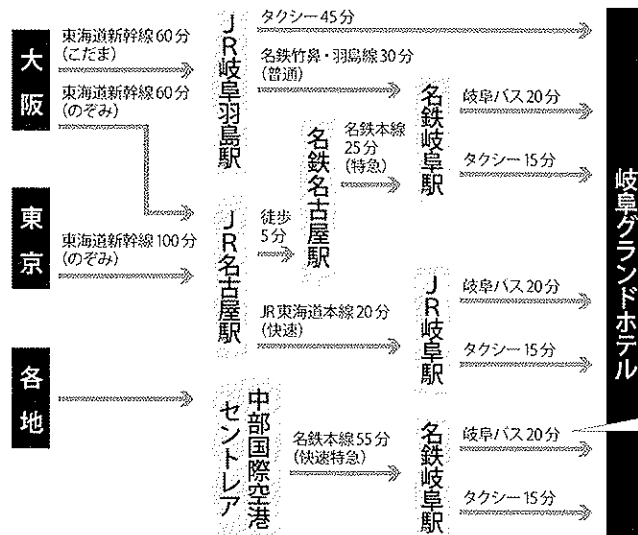 大阪
東海道新幹線60分
(こだま)
東海道新幹線60分
(のぞみ)
東京
東海道新幹線100分
(のぞみ)
各地
JR岐阜羽島駅
タクシー45分
名鉄竹鼻・羽島線30分
(普通)
JR名古屋駅
徒歩
5分
名鉄名古屋駅
名鉄本線
25分
(特急)
名鉄岐阜駅
岐阜バス20分
タクシー15分
JR東海道本線20分
(快速)
JR岐阜駅
岐阜バス20分
タクシー15分
中部国際空港
セントレア
名鉄本線55分
(快速特急)
名鉄岐阜駅
岐阜バス20分
タクシー15分
岐阜グランドホテル